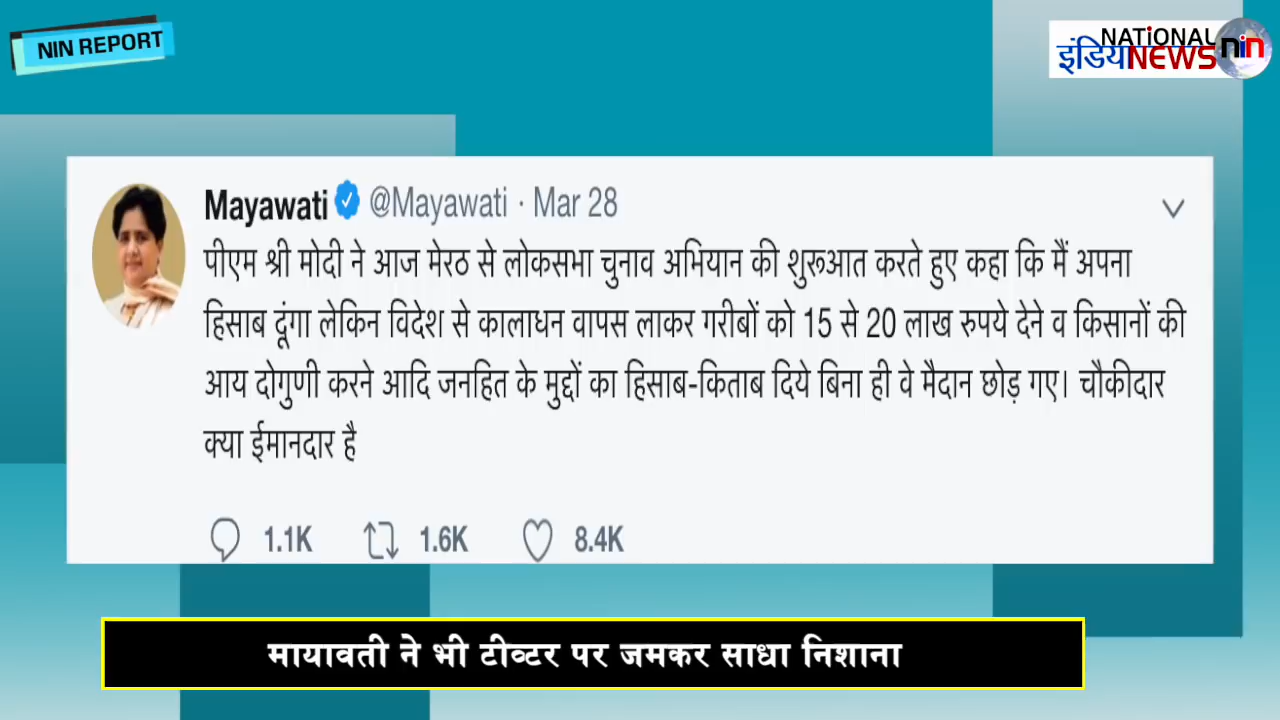 NIN REPORT
NATiONAL
इंडिया NEWS nin
Mayawati @Mayawati · Mar 28
पीएम श्री मोदी ने आज मेरठ से लोकसभा चुनाव अभियान की शुरूआत करते हुए कहा कि मैं अपना
हिसाब दूंगा लेकिन विदेश से कालाधन वापस लाकर गरीबों को 15 से 20 लाख रुपये देने व किसानों की
आय दोगुणी करने आदि जनहित के मुद्दों का हिसाब-किताब दिये बिना ही वे मैदान छोड़ गए। चौकीदार
क्या ईमानदार है
1.1K 1.6K 8.4K
मायावती ने भी टीव्टर पर जमकर साधा निशाना